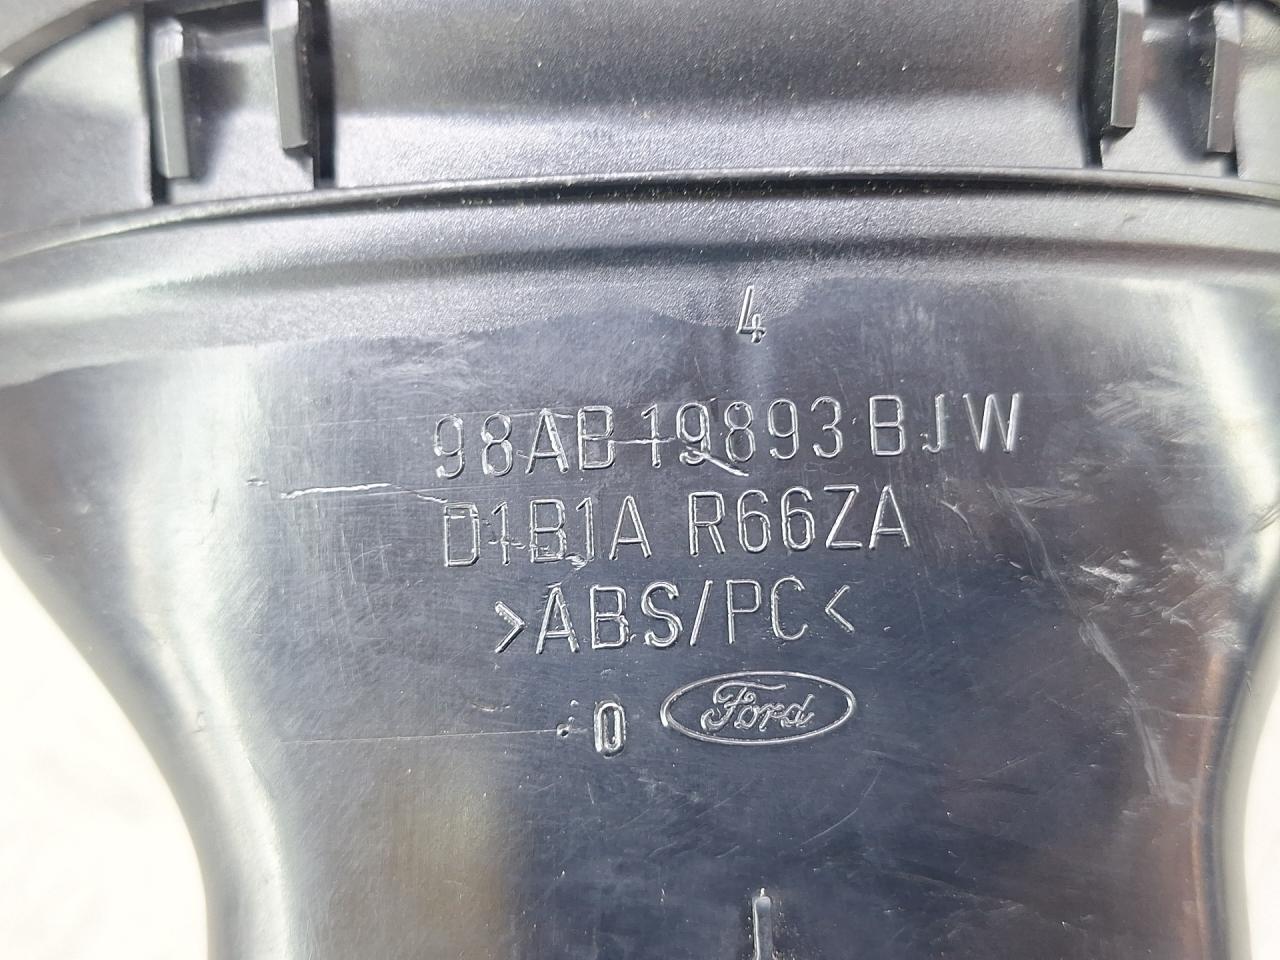 4
98AB 19893 BJW
D1B1A R66ZA
>ABS/PC<
0 Ford